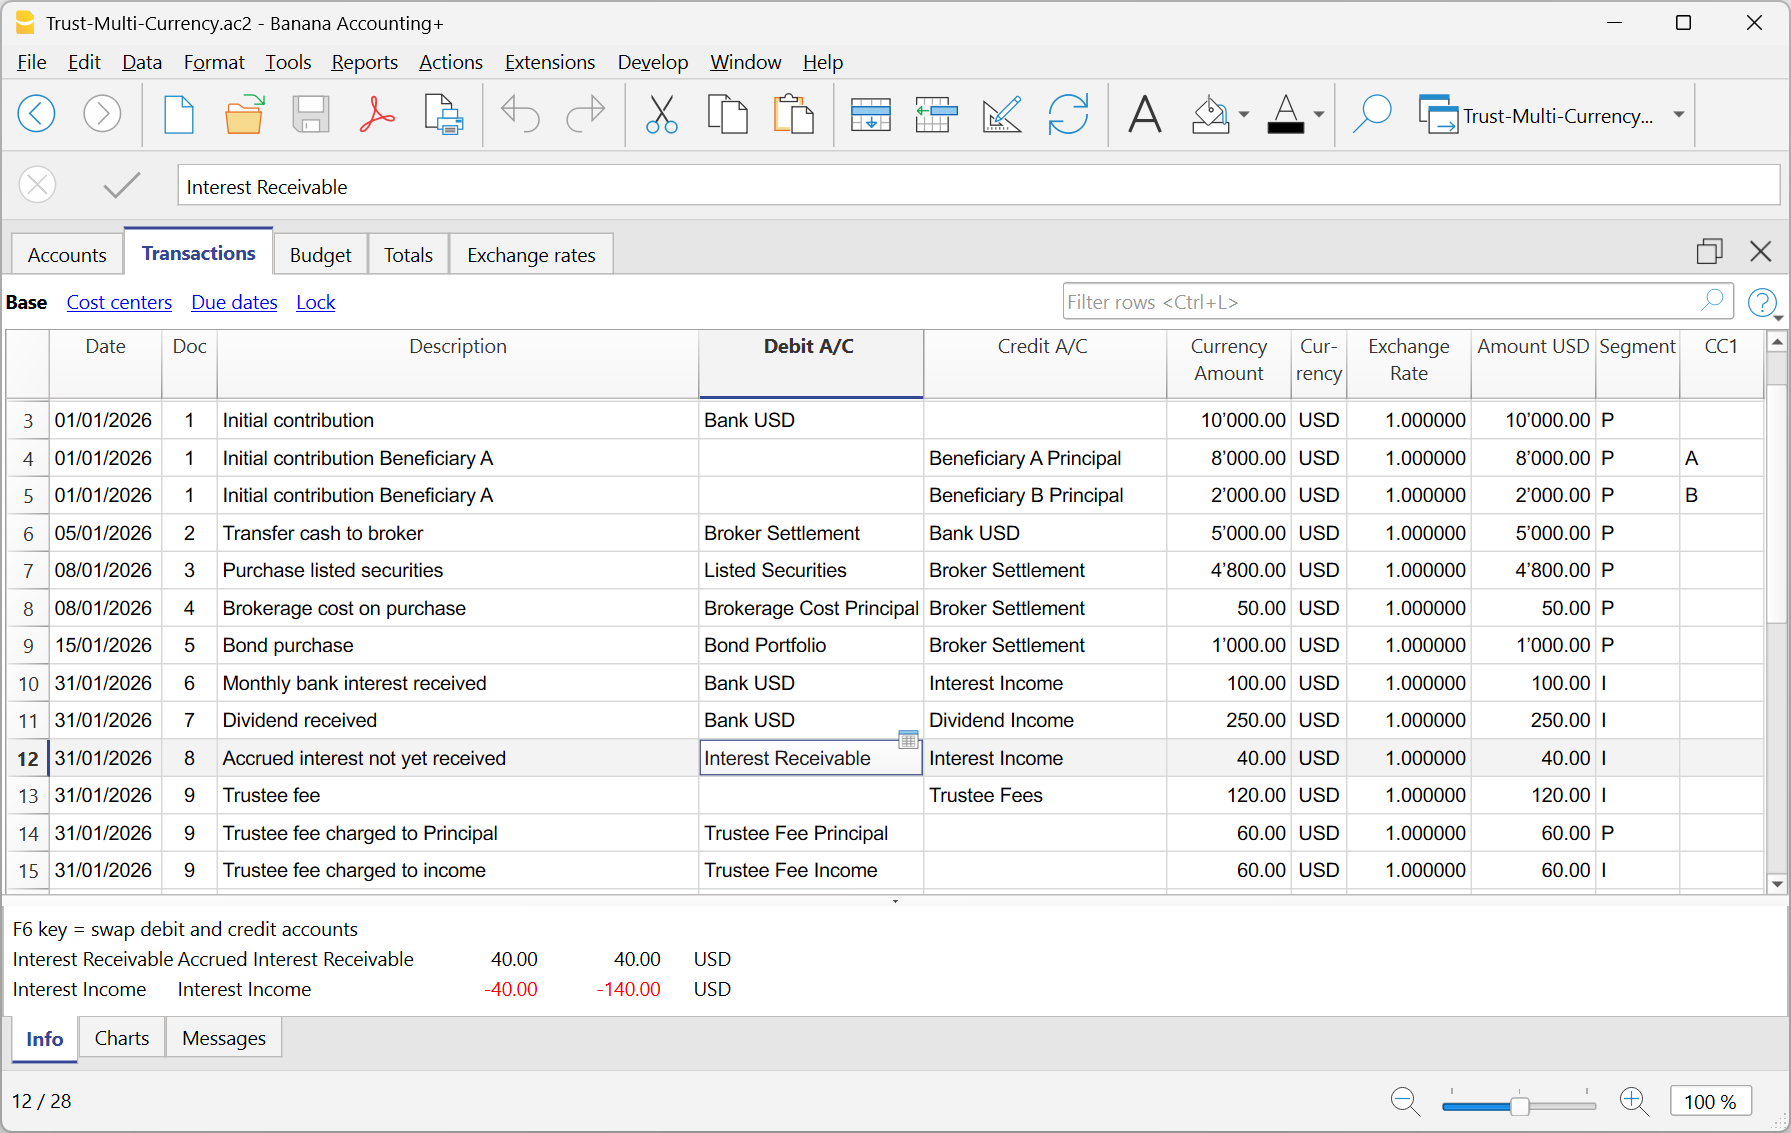 Trust-Multi-Currency.ac2 - Banana Accounting+
File Edit Data Format Tools Reports Actions Extensions Develop Window Help
A A Trust-Multi-Currency...
Interest Receivable
Accounts Transactions Budget Totals Exchange rates
Base Cost centers Due dates Lock Filter rows <Ctrl+L> ?
Date Doc Description Debit A/C Credit A/C Currency Amount Cur-rency Exchange Rate Amount USD Segment CC1
3 01/01/2026 1 Initial contribution Bank USD 10’000.00 USD 1.000000 10’000.00 P
4 01/01/2026 1 Initial contribution Beneficiary A Beneficiary A Principal 8’000.00 USD 1.000000 8’000.00 P A
5 01/01/2026 1 Initial contribution Beneficiary A Beneficiary B Principal 2’000.00 USD 1.000000 2’000.00 P B
6 05/01/2026 2 Transfer cash to broker Broker Settlement Bank USD 5’000.00 USD 1.000000 5’000.00 P
7 08/01/2026 3 Purchase listed securities Listed Securities Broker Settlement 4’800.00 USD 1.000000 4’800.00 P
8 08/01/2026 4 Brokerage cost on purchase Brokerage Cost Principal Broker Settlement 50.00 USD 1.000000 50.00 P
9 15/01/2026 5 Bond purchase Bond Portfolio Broker Settlement 1’000.00 USD 1.000000 1’000.00 P
10 31/01/2026 6 Monthly bank interest received Bank USD Interest Income 100.00 USD 1.000000 100.00 I
11 31/01/2026 7 Dividend received Bank USD Dividend Income 250.00 USD 1.000000 250.00 I
12 31/01/2026 8 Accrued interest not yet received Interest Receivable Interest Income 40.00 USD 1.000000 40.00 I
13 31/01/2026 9 Trustee fee Trustee Fees 120.00 USD 1.000000 120.00 I
14 31/01/2026 9 Trustee fee charged to Principal Trustee Fee Principal 60.00 USD 1.000000 60.00 P
15 31/01/2026 9 Trustee fee charged to income Trustee Fee Income 60.00 USD 1.000000 60.00 I
F6 key = swap debit and credit accounts
Interest Receivable Accrued Interest Receivable 40.00 40.00 USD
Interest Income Interest Income -40.00 -140.00 USD
Info Charts Messages
12 / 28 100 %